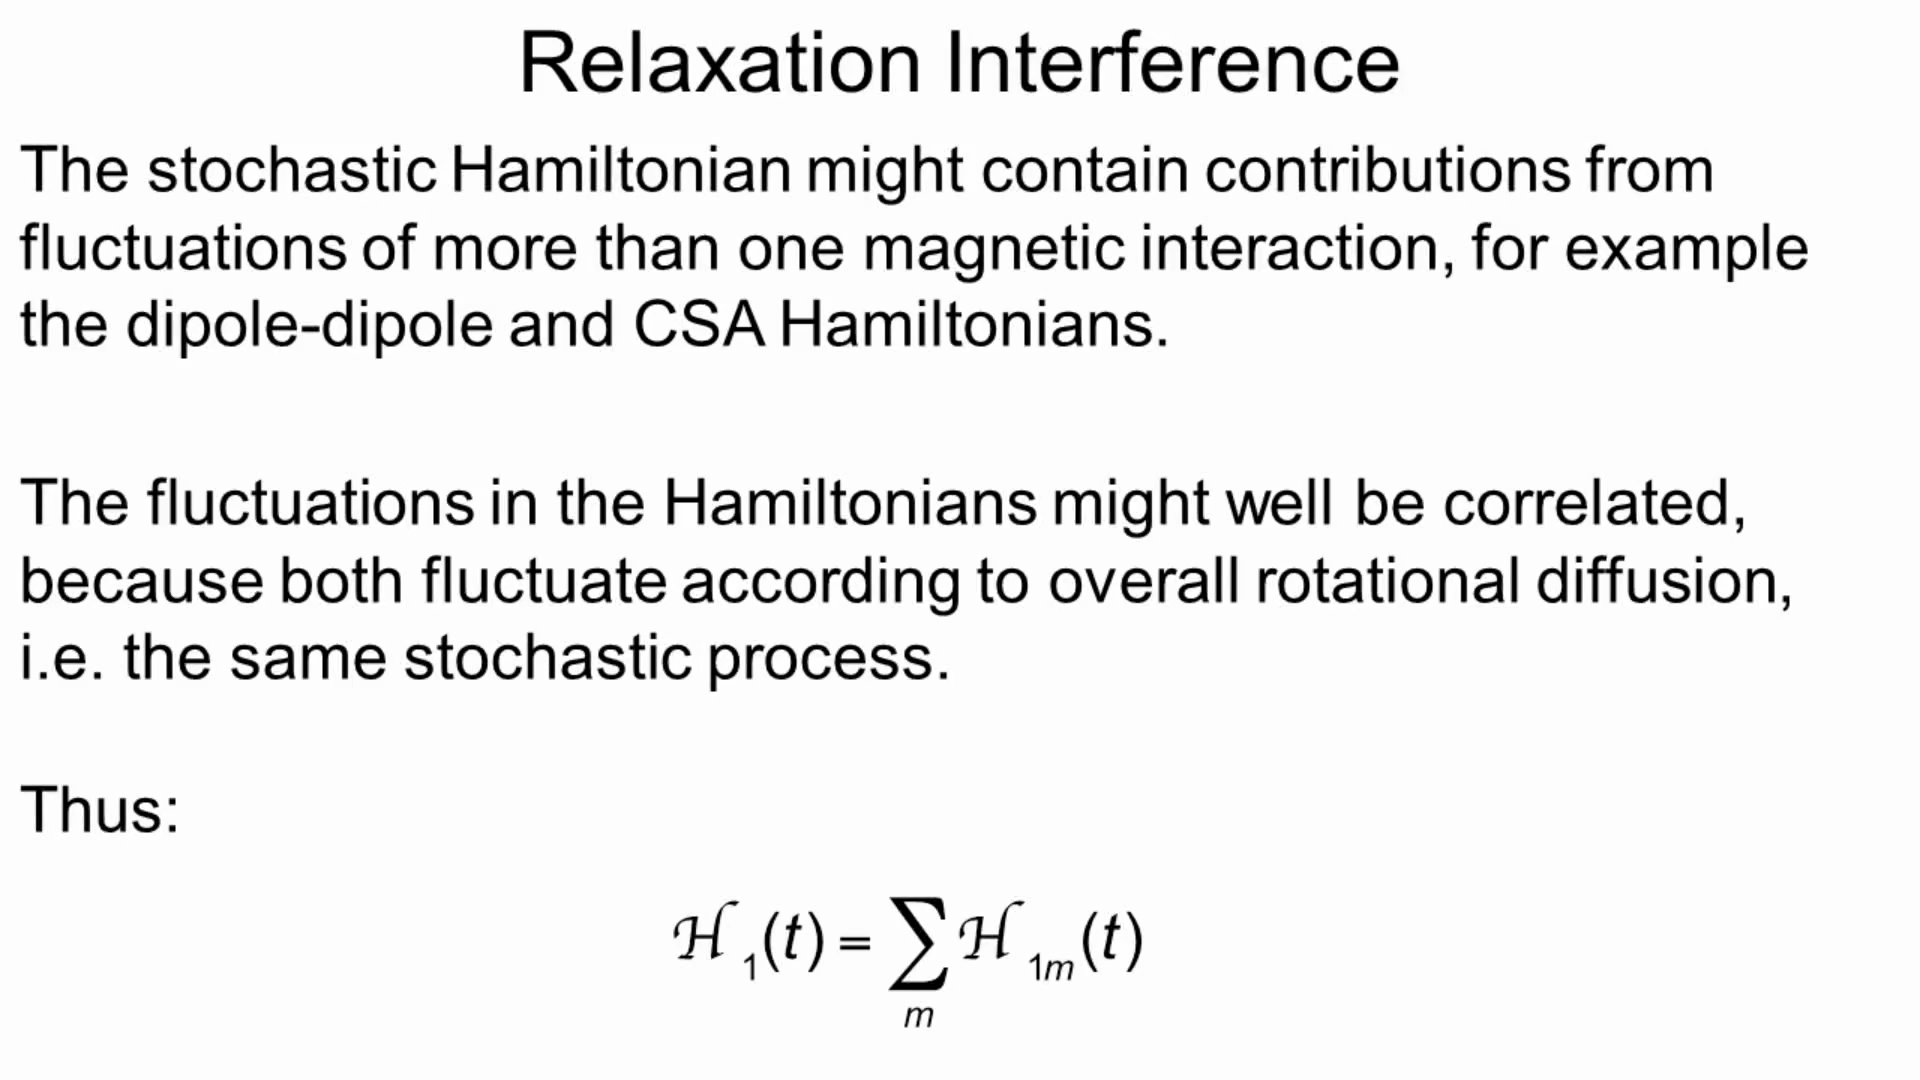 Relaxation Interference
The stochastic Hamiltonian might contain contributions from
fluctuations of more than one magnetic interaction, for example
the dipole-dipole and CSA Hamiltonians.
The fluctuations in the Hamiltonians might well be correlated,
because both fluctuate according to overall rotational diffusion,
i.e. the same stochastic process.
Thus:
ℋ₁(t) = ∑ₘ ℋ₁ₘ(t)